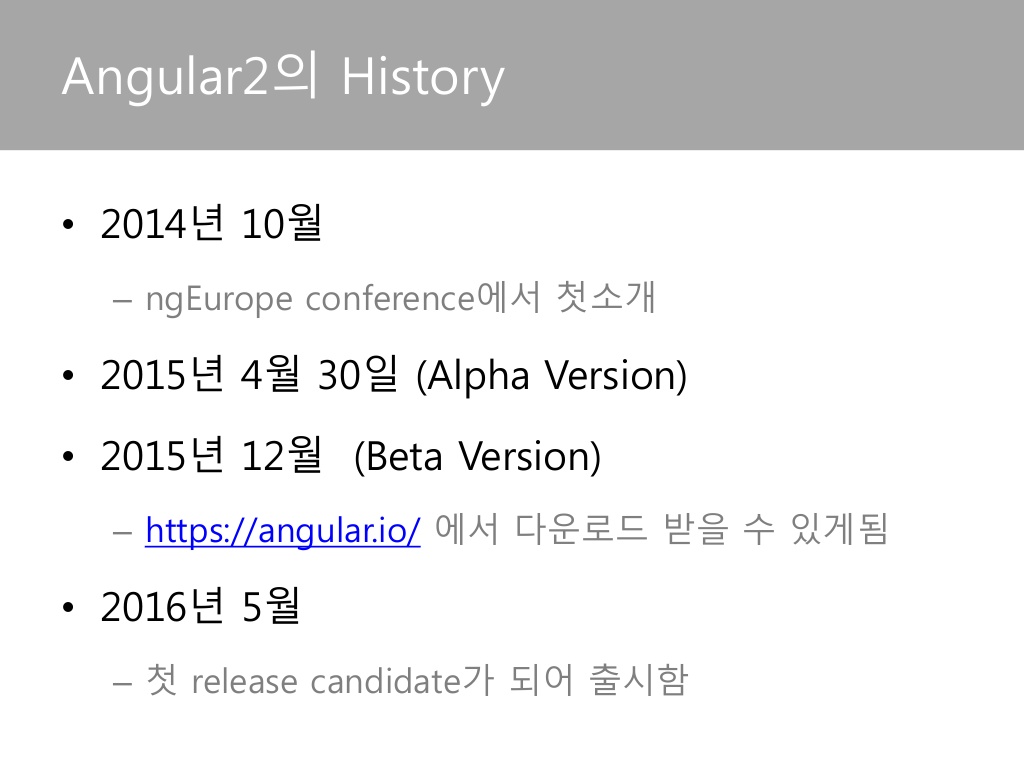 Angular2의 History
• 2014년 10월
– ngEurope conference에서 첫소개
• 2015년 4월 30일 (Alpha Version)
• 2015년 12월  (Beta Version)
– https://angular.io/ 에서 다운로드 받을 수 있게됨
• 2016년 5월
– 첫 release candidate가 되어 출시함